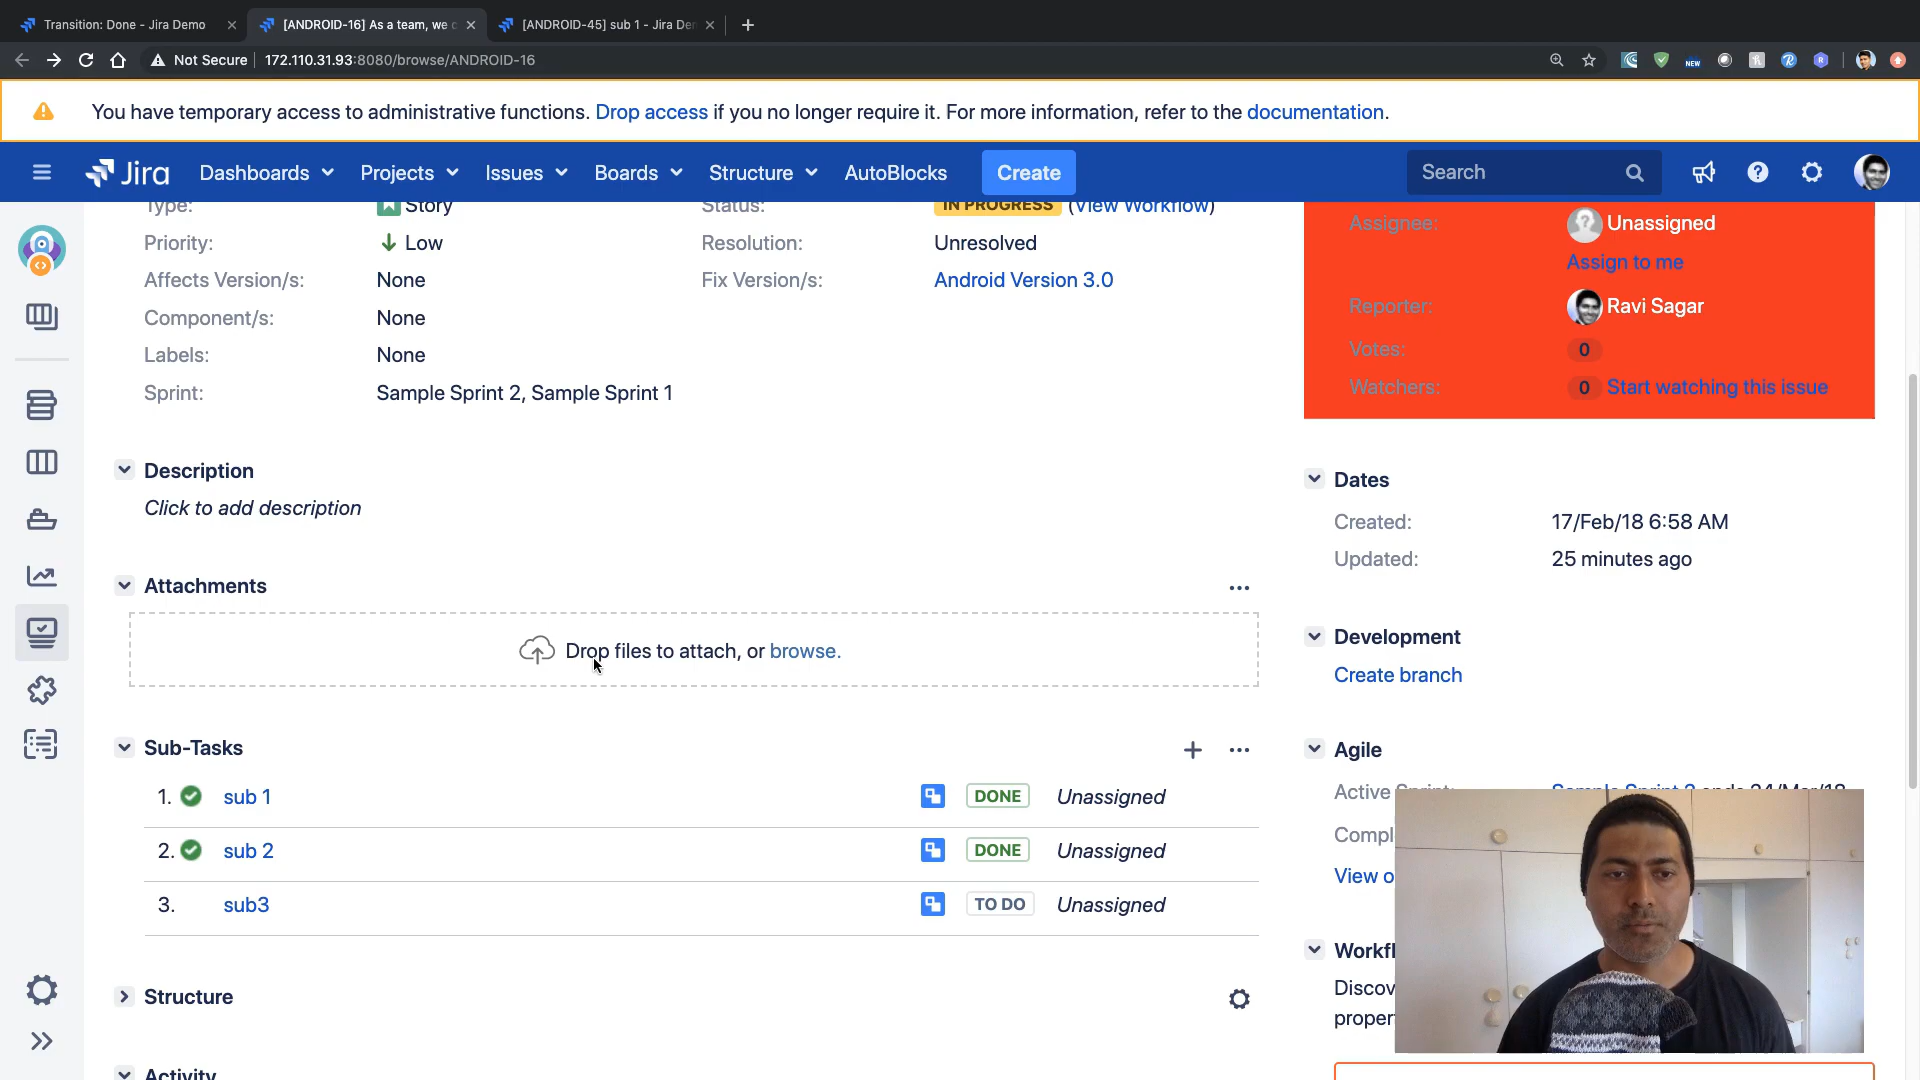 Transition: Done - Jira Demo
[ANDROID-16] As a team, we c
[ANDROID-45] sub 1 - Jira Der
Not Secure
172.110.31.93:8080/browse/ANDROID-16
NEW
You have temporary access to administrative functions. Drop access if you no longer require it. For more information, refer to the documentation.
Jira
Dashboards
Projects
Issues
Boards
Structure
AutoBlocks
Create
Search
Type:
Story
Status:
IN PROGRESS
(View Workflow)
Priority:
Low
Resolution:
Unresolved
Affects Version/s:
None
Fix Version/s:
Android Version 3.0
Component/s:
None
Labels:
None
Sprint:
Sample Sprint 2, Sample Sprint 1
Assignee:
Unassigned
Assign to me
Reporter:
Ravi Sagar
Votes:
0
Watchers:
0
Start watching this issue
Description
Click to add description
Dates
Created:
17/Feb/18 6:58 AM
Updated:
25 minutes ago
Attachments
Drop files to attach, or browse.
Development
Create branch
Sub-Tasks
1.
sub 1
DONE
Unassigned
2.
sub 2
DONE
Unassigned
3.
sub3
TO DO
Unassigned
Agile
Active
Compl
View o
Workfl
Discov
proper
Structure
Activity